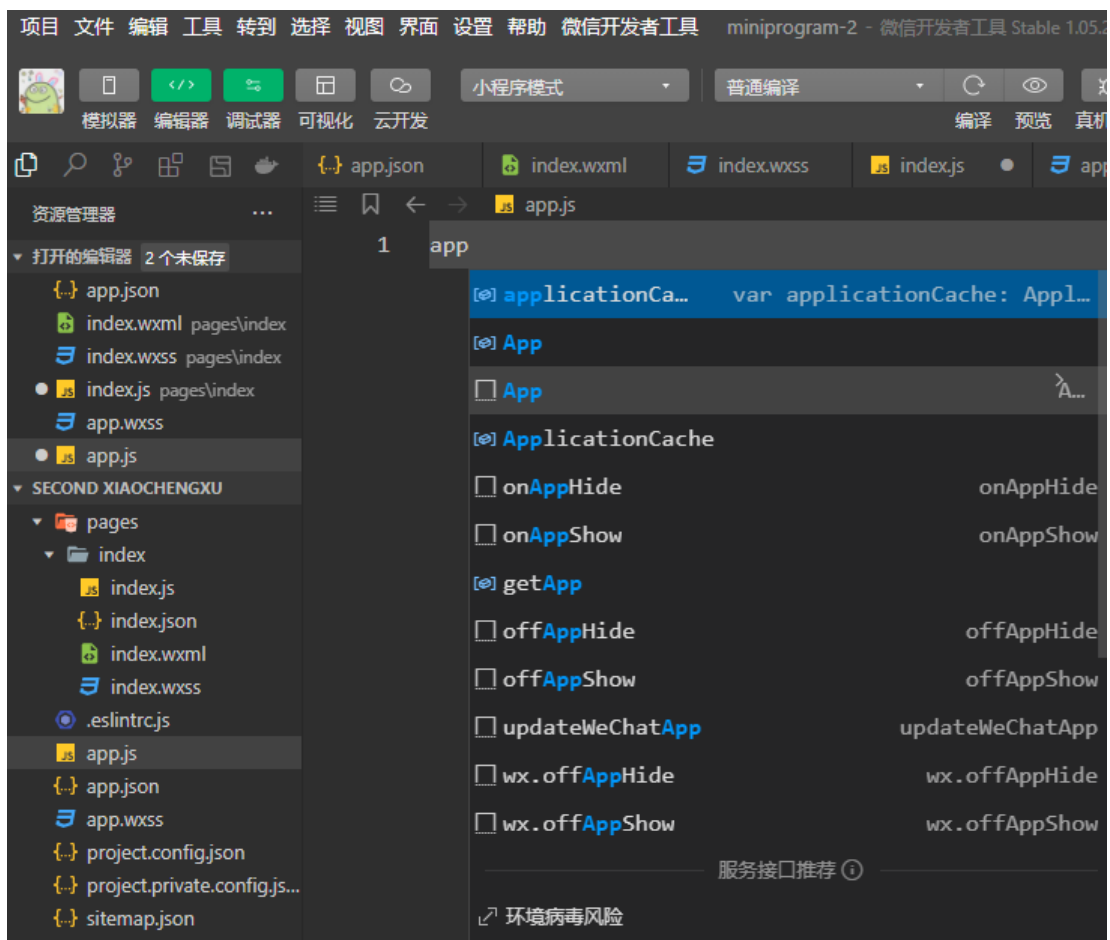 项目 文件 编辑 工具 转到 选择 视图 界面 设置 帮助 微信开发者工具 miniprogram-2 - 微信开发者工具 Stable 1.05.2
小程序模式 普通编译
模拟器 编辑器 调试器 可视化 云开发 编译 预览 真机
{..} app.json index.wxml index.wxss index.js app
资源管理器 ... app.js
打开的编辑器 2 个未保存
1 app
{..} app.json
index.wxml pages\index
index.wxss pages\index
index.js pages\index
app.wxss
app.js
SECOND XIAOCHENGXU
pages
index
index.js
{..} index.json
index.wxml
index.wxss
.eslintrc.js
app.js
{..} app.json
app.wxss
{..} project.config.json
{..} project.private.config.js...
{..} sitemap.json
applicationCa… var applicationCache: Appl…
App
App A…
ApplicationCache
onAppHide onAppHide
onAppShow onAppShow
getApp
offAppHide offAppHide
offAppShow offAppShow
updateWeChatApp updateWeChatApp
wx.offAppHide wx.offAppHide
wx.offAppShow wx.offAppShow
服务接口推荐
环境病毒风险